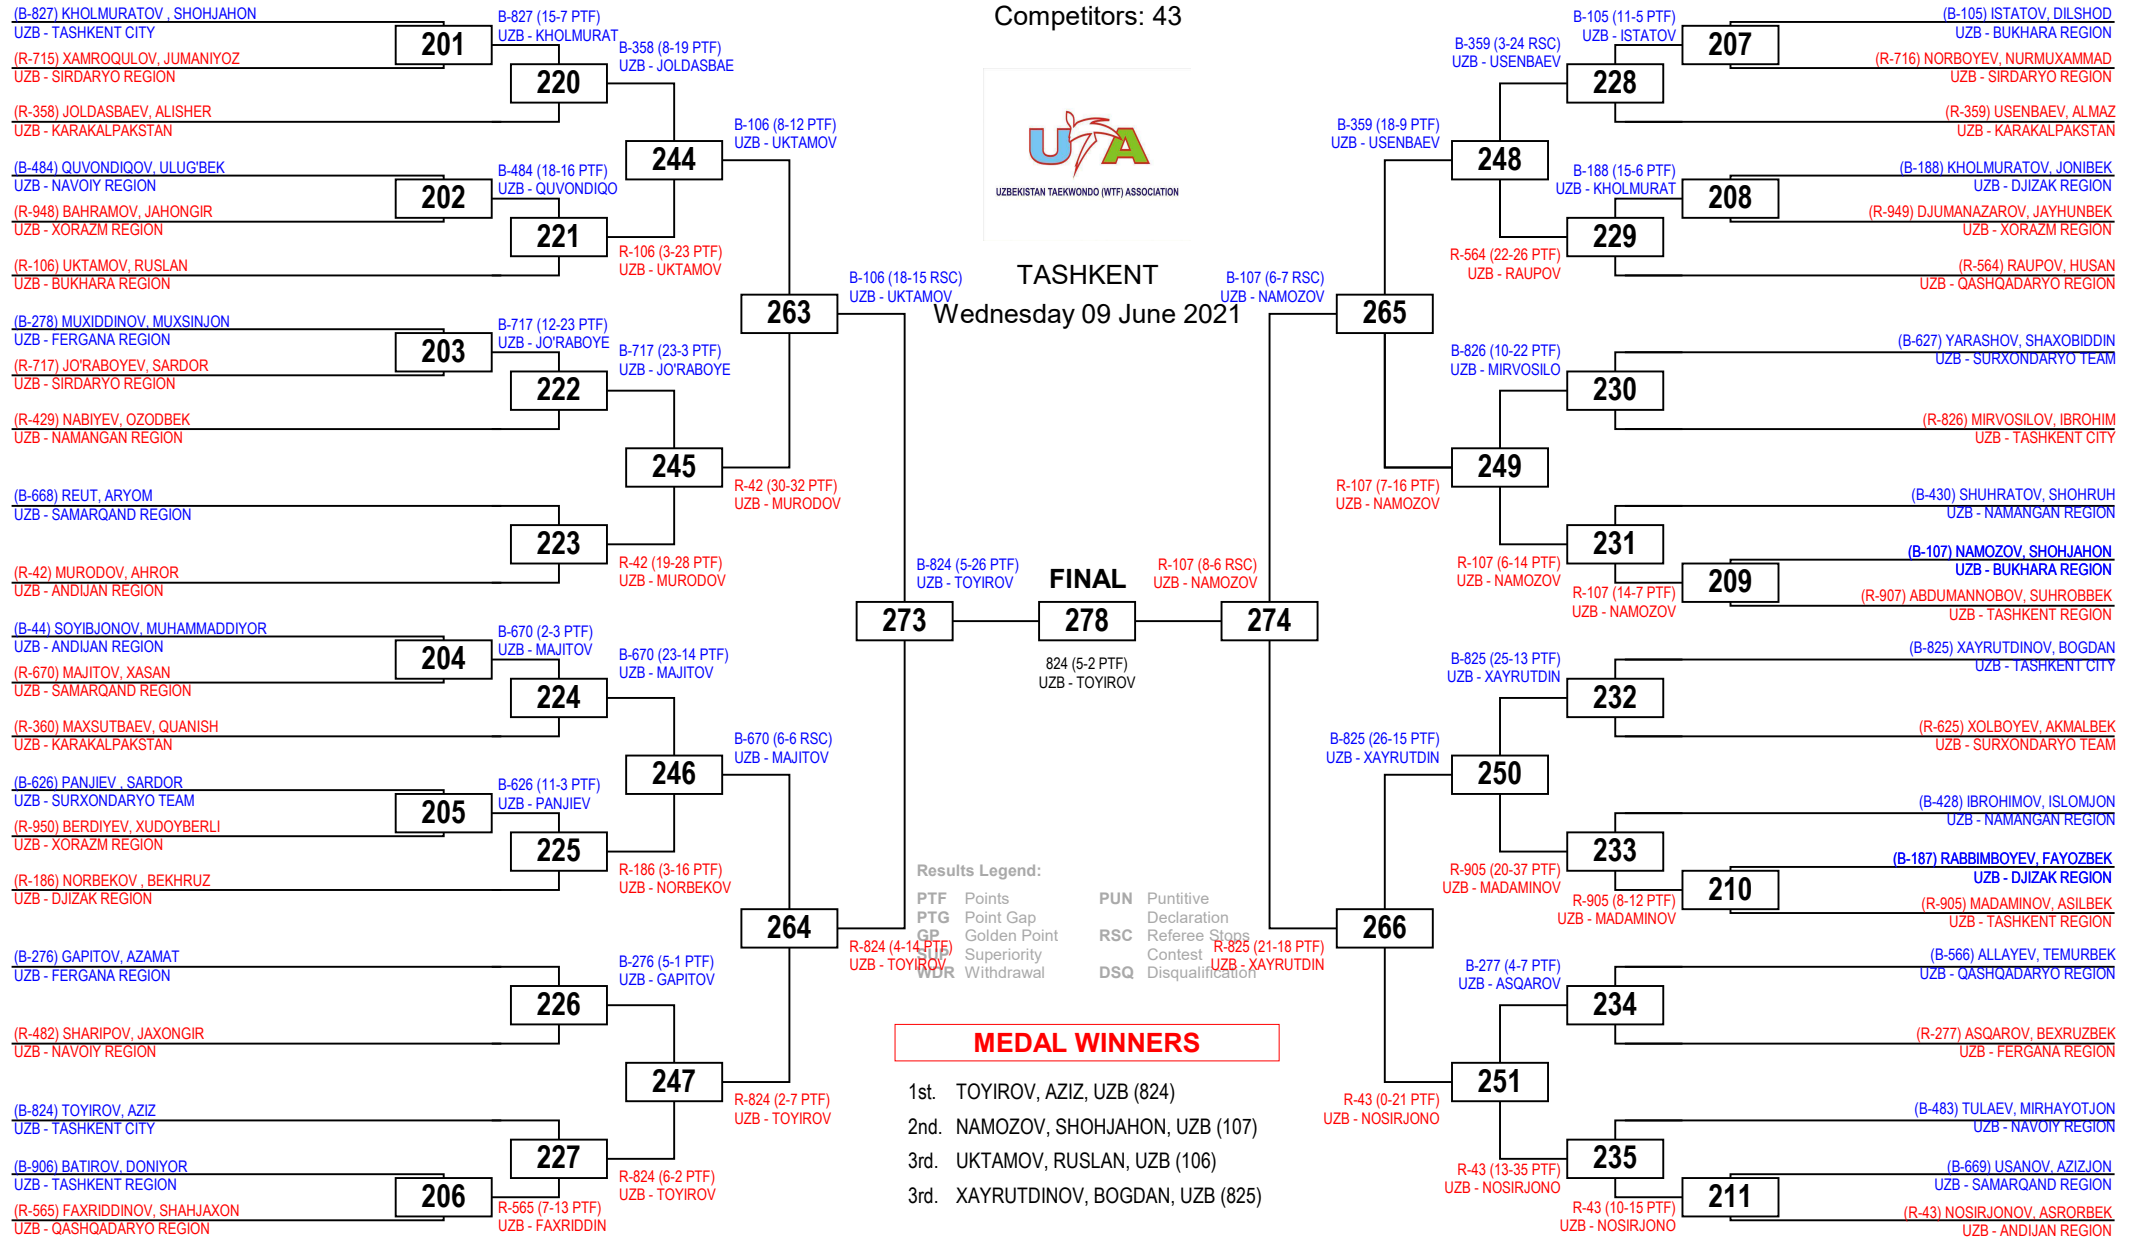 Competitors: 43
UZBEKISTAN TAEKWONDO (WTF) ASSOCIATION
TASHKENT
Wednesday 09 June 2021
(B-827) KHOLMURATOV , SHOHJAHON
UZB - TASHKENT CITY
(R-715) XAMROQULOV, JUMANIYOZ
UZB - SIRDARYO REGION
(R-358) JOLDASBAEV, ALISHER
UZB - KARAKALPAKSTAN
(B-484) QUVONDIQOV, ULUG'BEK
UZB - NAVOIY REGION
(R-948) BAHRAMOV, JAHONGIR
UZB - XORAZM REGION
(R-106) UKTAMOV, RUSLAN
UZB - BUKHARA REGION
(B-278) MUXIDDINOV, MUXSINJON
UZB - FERGANA REGION
(R-717) JO'RABOYEV, SARDOR
UZB - SIRDARYO REGION
(R-429) NABIYEV, OZODBEK
UZB - NAMANGAN REGION
(B-668) REUT, ARYOM
UZB - SAMARQAND REGION
(R-42) MURODOV, AHROR
UZB - ANDIJAN REGION
(B-44) SOYIBJONOV, MUHAMMADDIYOR
UZB - ANDIJAN REGION
(R-670) MAJITOV, XASAN
UZB - SAMARQAND REGION
(R-360) MAXSUTBAEV, QUANISH
UZB - KARAKALPAKSTAN
(B-626) PANJIEV , SARDOR
UZB - SURXONDARYO TEAM
(R-950) BERDIYEV, XUDOYBERLI
UZB - XORAZM REGION
(R-186) NORBEKOV , BEKHRUZ
UZB - DJIZAK REGION
(B-276) GAPITOV, AZAMAT
UZB - FERGANA REGION
(R-482) SHARIPOV, JAXONGIR
UZB - NAVOIY REGION
(B-824) TOYIROV, AZIZ
UZB - TASHKENT CITY
(B-906) BATIROV, DONIYOR
UZB - TASHKENT REGION
(R-565) FAXRIDDINOV, SHAHJAXON
UZB - QASHQADARYO REGION
201
202
203
204
205
206
B-827 (15-7 PTF)
UZB - KHOLMURAT
B-484 (18-16 PTF)
UZB - QUVONDIQO
B-717 (12-23 PTF)
UZB - JO'RABOYE
B-670 (2-3 PTF)
UZB - MAJITOV
B-626 (11-3 PTF)
UZB - PANJIEV
R-565 (7-13 PTF)
UZB - FAXRIDDIN
220
221
222
223
224
225
226
227
B-358 (8-19 PTF)
UZB - JOLDASBAE
R-106 (3-23 PTF)
UZB - UKTAMOV
B-717 (23-3 PTF)
UZB - JO'RABOYE
R-42 (19-28 PTF)
UZB - MURODOV
B-670 (23-14 PTF)
UZB - MAJITOV
R-186 (3-16 PTF)
UZB - NORBEKOV
B-276 (5-1 PTF)
UZB - GAPITOV
R-824 (6-2 PTF)
UZB - TOYIROV
244
245
246
247
B-106 (8-12 PTF)
UZB - UKTAMOV
R-42 (30-32 PTF)
UZB - MURODOV
B-670 (6-6 RSC)
UZB - MAJITOV
R-824 (2-7 PTF)
UZB - TOYIROV
263
264
B-106 (18-15 RSC)
UZB - UKTAMOV
R-824 (4-14 PTF)
UZB - TOYIROV
273
B-824 (5-26 PTF)
UZB - TOYIROV
FINAL
278
824 (5-2 PTF)
UZB - TOYIROV
R-107 (8-6 RSC)
UZB - NAMOZOV
274
B-107 (6-7 RSC)
UZB - NAMOZOV
R-825 (21-18 PTF)
UZB - XAYRUTDIN
265
266
B-359 (18-9 PTF)
UZB - USENBAEV
R-107 (7-16 PTF)
UZB - NAMOZOV
B-825 (26-15 PTF)
UZB - XAYRUTDIN
R-43 (0-21 PTF)
UZB - NOSIRJONO
248
249
250
251
B-359 (3-24 RSC)
UZB - USENBAEV
R-564 (22-26 PTF)
UZB - RAUPOV
B-826 (10-22 PTF)
UZB - MIRVOSILO
R-107 (6-14 PTF)
UZB - NAMOZOV
B-825 (25-13 PTF)
UZB - XAYRUTDIN
R-905 (20-37 PTF)
UZB - MADAMINOV
B-277 (4-7 PTF)
UZB - ASQAROV
R-43 (13-35 PTF)
UZB - NOSIRJONO
228
229
230
231
232
233
234
235
B-105 (11-5 PTF)
UZB - ISTATOV
B-188 (15-6 PTF)
UZB - KHOLMURAT
R-107 (14-7 PTF)
UZB - NAMOZOV
R-905 (8-12 PTF)
UZB - MADAMINOV
R-43 (10-15 PTF)
UZB - NOSIRJONO
207
208
209
210
211
(B-105) ISTATOV, DILSHOD
UZB - BUKHARA REGION
(R-716) NORBOYEV, NURMUXAMMAD
UZB - SIRDARYO REGION
(R-359) USENBAEV, ALMAZ
UZB - KARAKALPAKSTAN
(B-188) KHOLMURATOV, JONIBEK
UZB - DJIZAK REGION
(R-949) DJUMANAZAROV, JAYHUNBEK
UZB - XORAZM REGION
(R-564) RAUPOV, HUSAN
UZB - QASHQADARYO REGION
(B-627) YARASHOV, SHAXOBIDDIN
UZB - SURXONDARYO TEAM
(R-826) MIRVOSILOV, IBROHIM
UZB - TASHKENT CITY
(B-430) SHUHRATOV, SHOHRUH
UZB - NAMANGAN REGION
(B-107) NAMOZOV, SHOHJAHON
UZB - BUKHARA REGION
(R-907) ABDUMANNOBOV, SUHROBBEK
UZB - TASHKENT REGION
(B-825) XAYRUTDINOV, BOGDAN
UZB - TASHKENT CITY
(R-625) XOLBOYEV, AKMALBEK
UZB - SURXONDARYO TEAM
(B-428) IBROHIMOV, ISLOMJON
UZB - NAMANGAN REGION
(B-187) RABBIMBOYEV, FAYOZBEK
UZB - DJIZAK REGION
(R-905) MADAMINOV, ASILBEK
UZB - TASHKENT REGION
(B-566) ALLAYEV, TEMURBEK
UZB - QASHQADARYO REGION
(R-277) ASQAROV, BEXRUZBEK
UZB - FERGANA REGION
(B-483) TULAEV, MIRHAYOTJON
UZB - NAVOIY REGION
(B-669) USANOV, AZIZJON
UZB - SAMARQAND REGION
(R-43) NOSIRJONOV, ASRORBEK
UZB - ANDIJAN REGION
Results Legend:
PTF Points
PTG Point Gap
GP Golden Point
SUP Superiority
WDR Withdrawal
PUN Puntitive
Declaration
RSC Referee Stops
Contest
DSQ Disqualification
MEDAL WINNERS
1st. TOYIROV, AZIZ, UZB (824)
2nd. NAMOZOV, SHOHJAHON, UZB (107)
3rd. UKTAMOV, RUSLAN, UZB (106)
3rd. XAYRUTDINOV, BOGDAN, UZB (825)